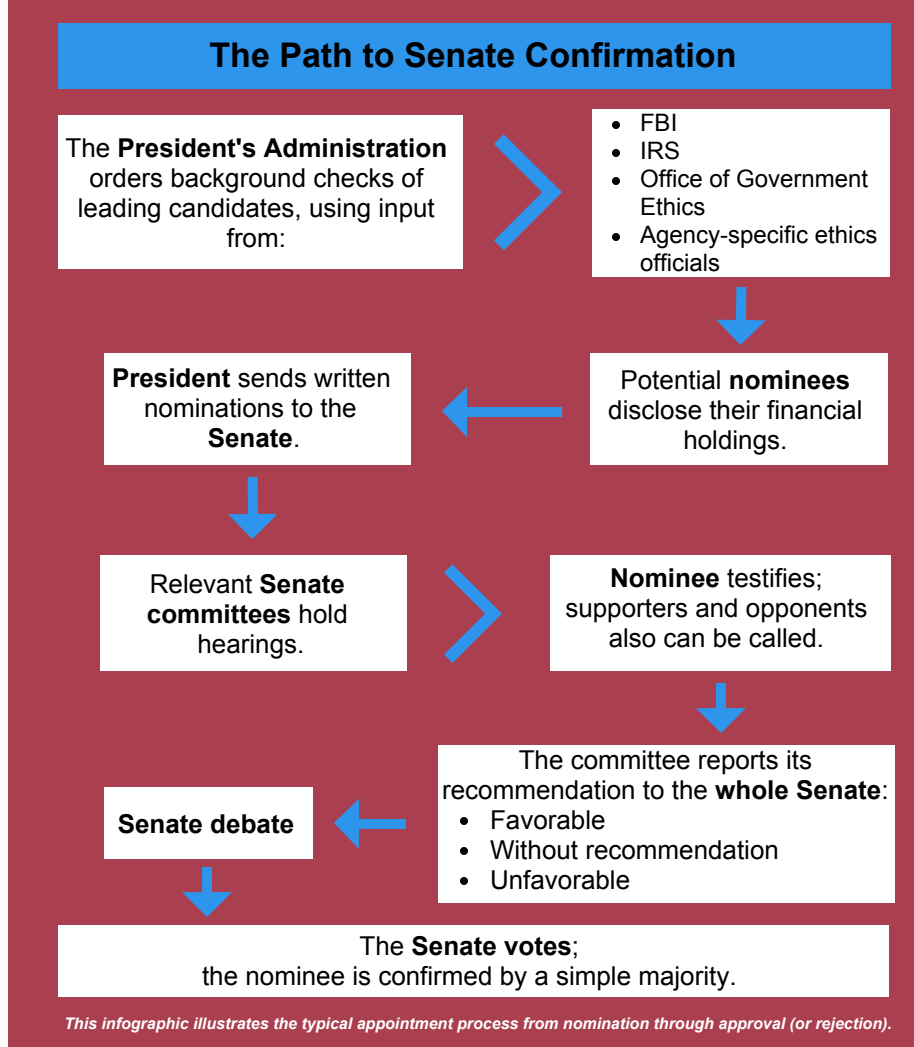 The Path to Senate Confirmation
The President's Administration
orders background checks of
leading candidates, using input
from:
• FBI
• IRS
• Office of Government
Ethics
• Agency-specific ethics
officials
Potential nominees
disclose their financial
holdings.
President sends written
nominations to the
Senate.
Relevant Senate
committees hold
hearings.
Nominee testifies;
supporters and opponents
also can be called.
The committee reports its
recommendation to the whole Senate:
• Favorable
• Without recommendation
• Unfavorable
Senate debate
The Senate votes;
the nominee is confirmed by a simple majority.
This infographic illustrates the typical appointment process from nomination through approval (or rejection).